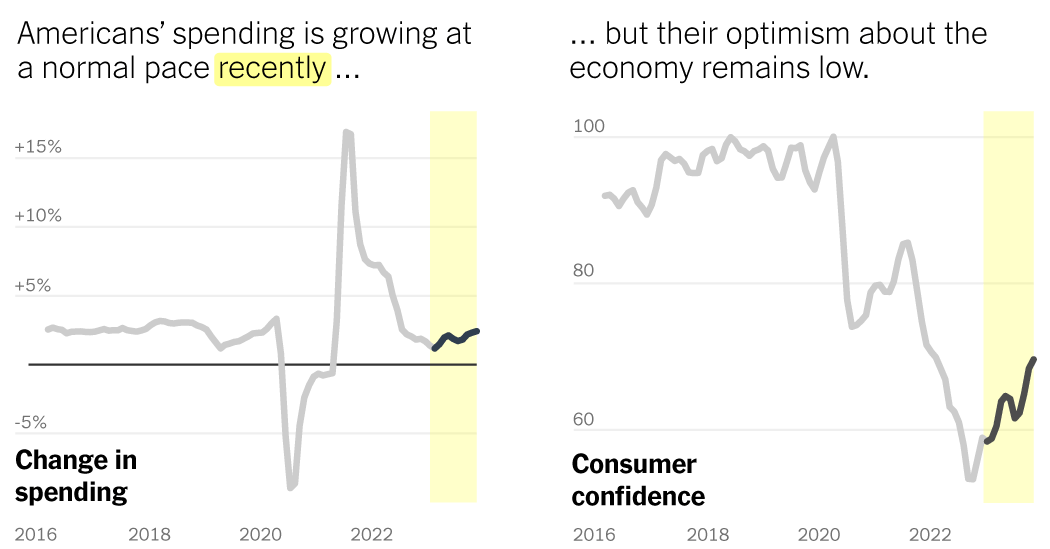 Americans’ spending is growing at
a normal pace recently ...
+15%
+10%
+5%
-5%
Change in
spending
2016 2018 2020 2022
... but their optimism about the
economy remains low.
100
80
60
Consumer
confidence
2016 2018 2020 2022